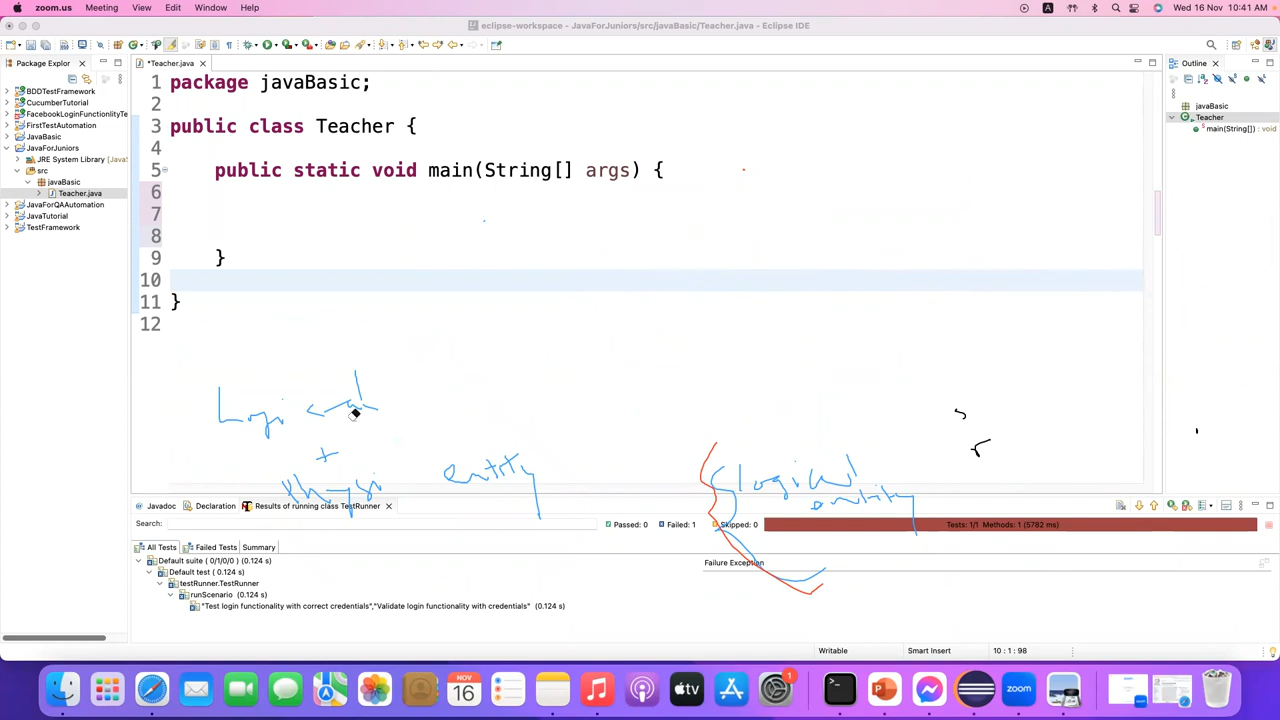 zoom.us Meeting View Edit Window Help A Wed 16 Nov 10:41 AM
eclipse-workspace - JavaForJuniors/src/javaBasic/Teacher.java - Eclipse IDE
Package Explor
*Teacher.java
Outline
BDDTestFramework
CucumberTutorial
FacebookLoginFunctionlityTe
FirstTestAutomation
JavaBasic
JavaForJuniors
JRE System Library [Java
src
javaBasic
Teacher.java
JavaForQAAutomation
JavaTutorial
TestFramework
1 package javaBasic;
2
3 public class Teacher {
4
5 public static void main(String[] args) {
6
7
8
9 }
10
11 }
12
javaBasic
Teacher
main(String[]) : void
Logi
+
entity
logical
entity
Javadoc Declaration Results of running class TestRunner
Search: Passed: 0 Failed: 1 Skipped: 0 Tests: 1/1 Methods: 1 (5782 ms)
All Tests Failed Tests Summary
Failure Exception
Default suite ( 0/1/0/0 ) (0.124 s)
Default test ( 0.124 s)
testRunner.TestRunner
runScenario (0.124 s)
"Test login functionality with correct credentials","Validate login functionality with credentials" (0.124 s)
Writable Smart Insert 10 : 1 : 98
NOV
16
tv
1
zoom